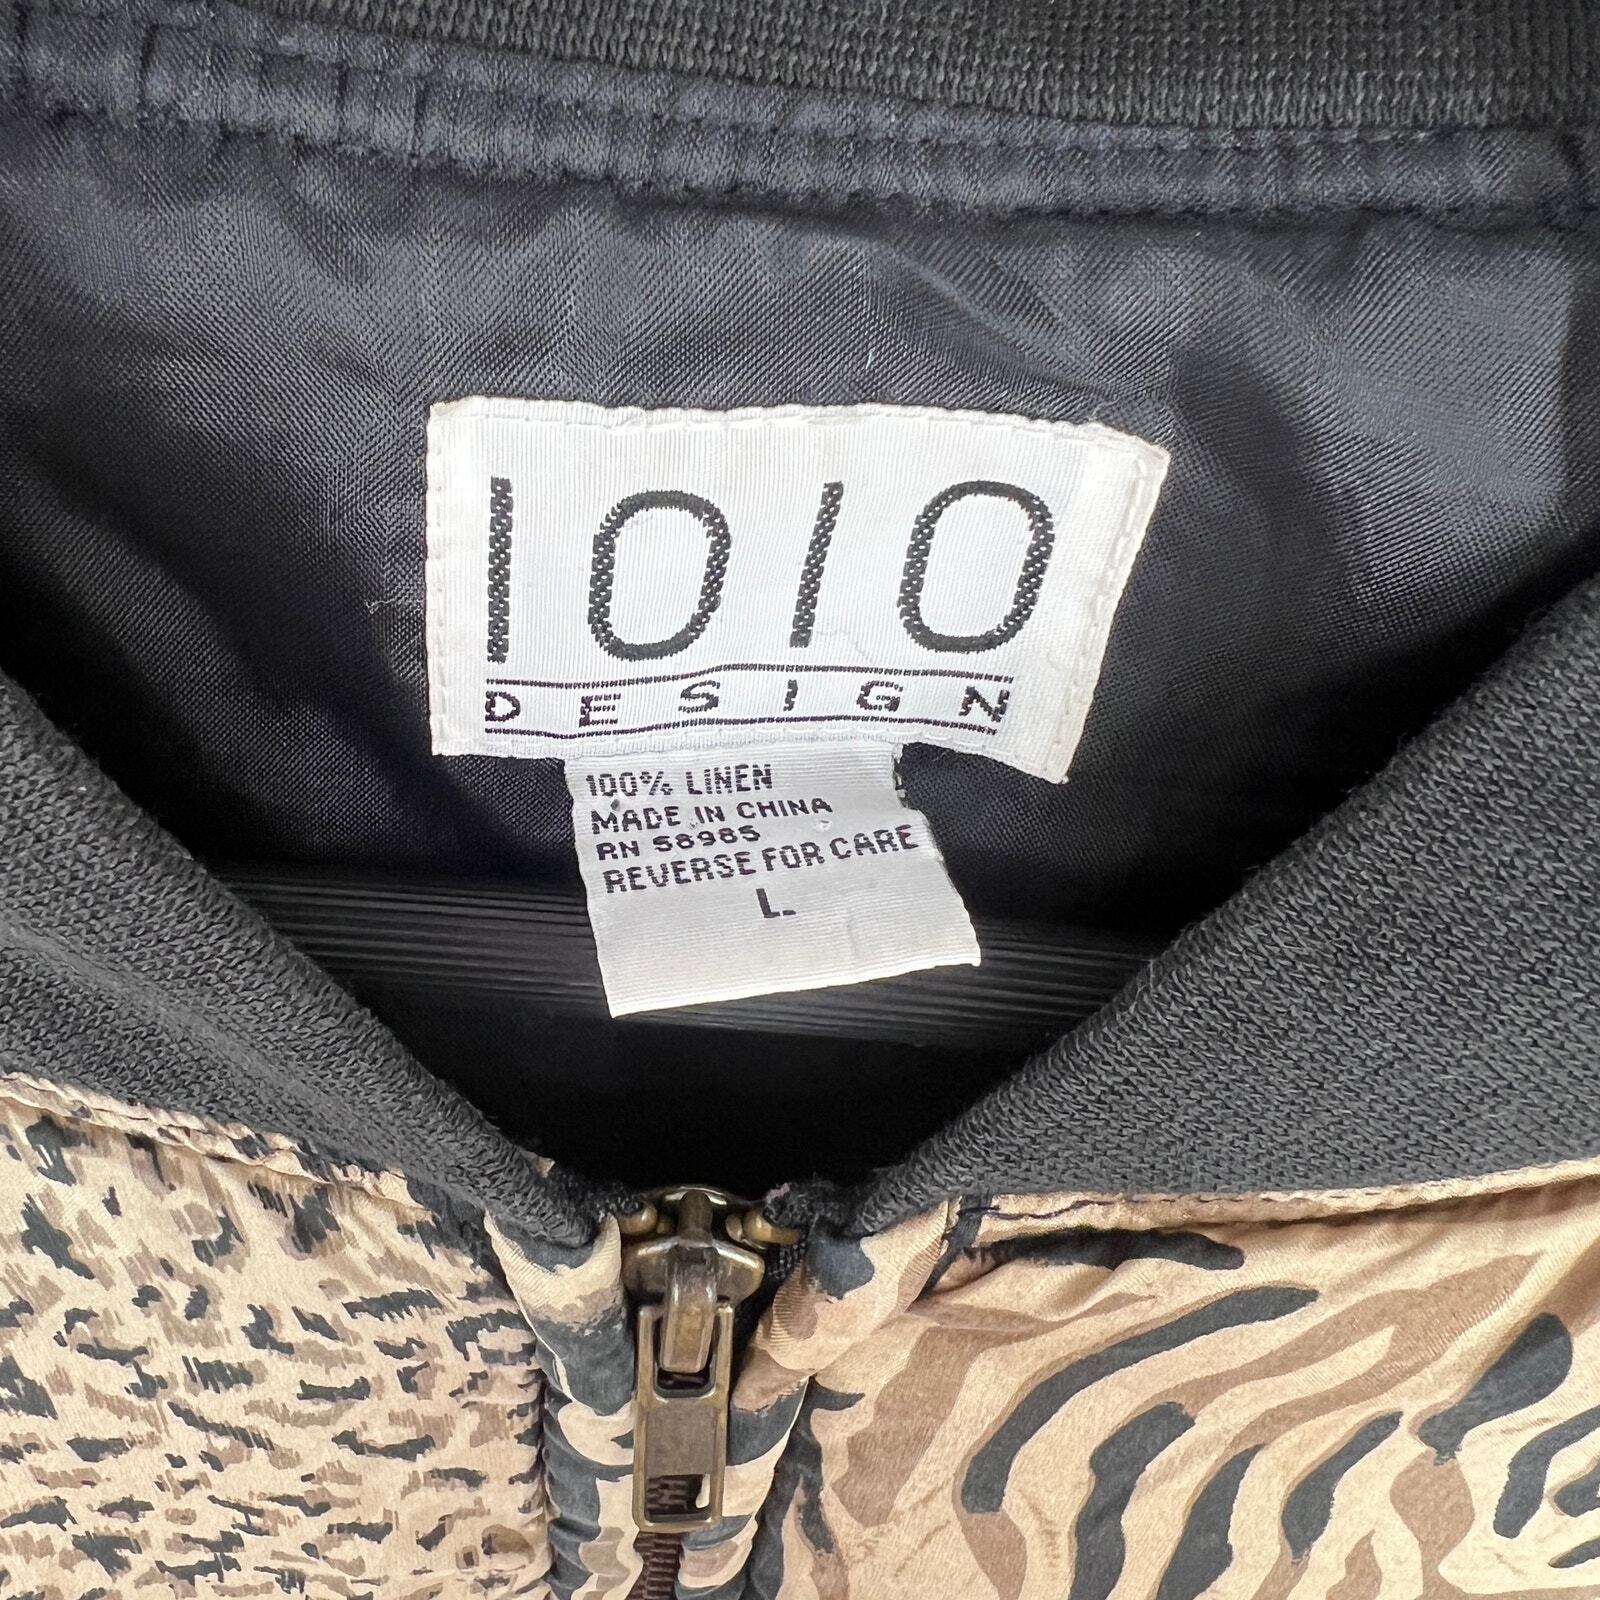 1010
DESIGN
100% LINEN
MADE IN CHINA
RN 58985
REVERSE FOR CARE
L.